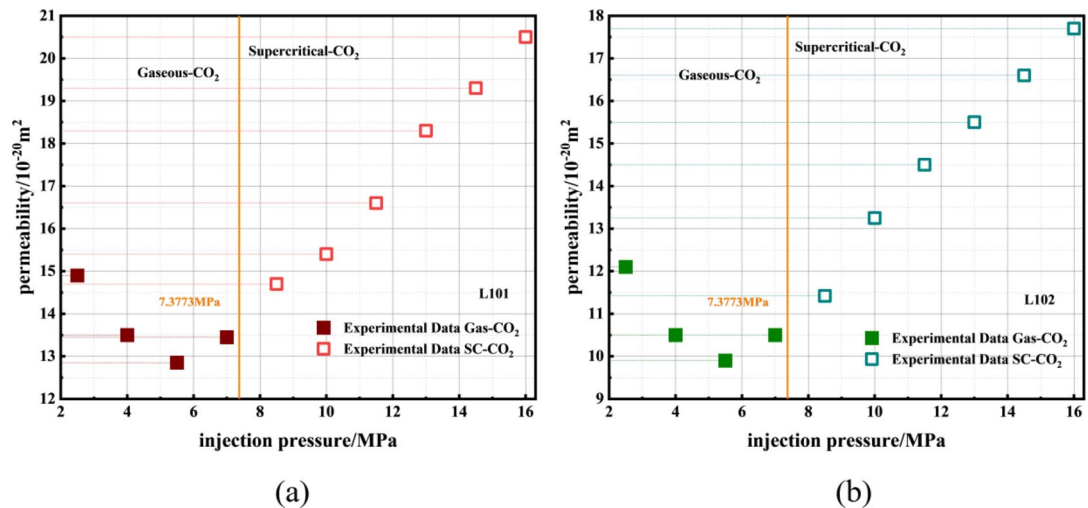 21
20
19
18
17
16
15
14
13
12
permeability/10⁻²⁰m²
Gaseous-CO₂
Supercritical-CO₂
7.3773MPa
L101
Experimental Data Gas-CO₂
Experimental Data SC-CO₂
2 4 6 8 10 12 14 16
injection pressure/MPa
(a)
18
17
16
15
14
13
12
11
10
9
permeability/10⁻²⁰m²
Gaseous-CO₂
Supercritical-CO₂
7.3773MPa
L102
Experimental Data Gas-CO₂
Experimental Data SC-CO₂
2 4 6 8 10 12 14 16
injection pressure/MPa
(b)